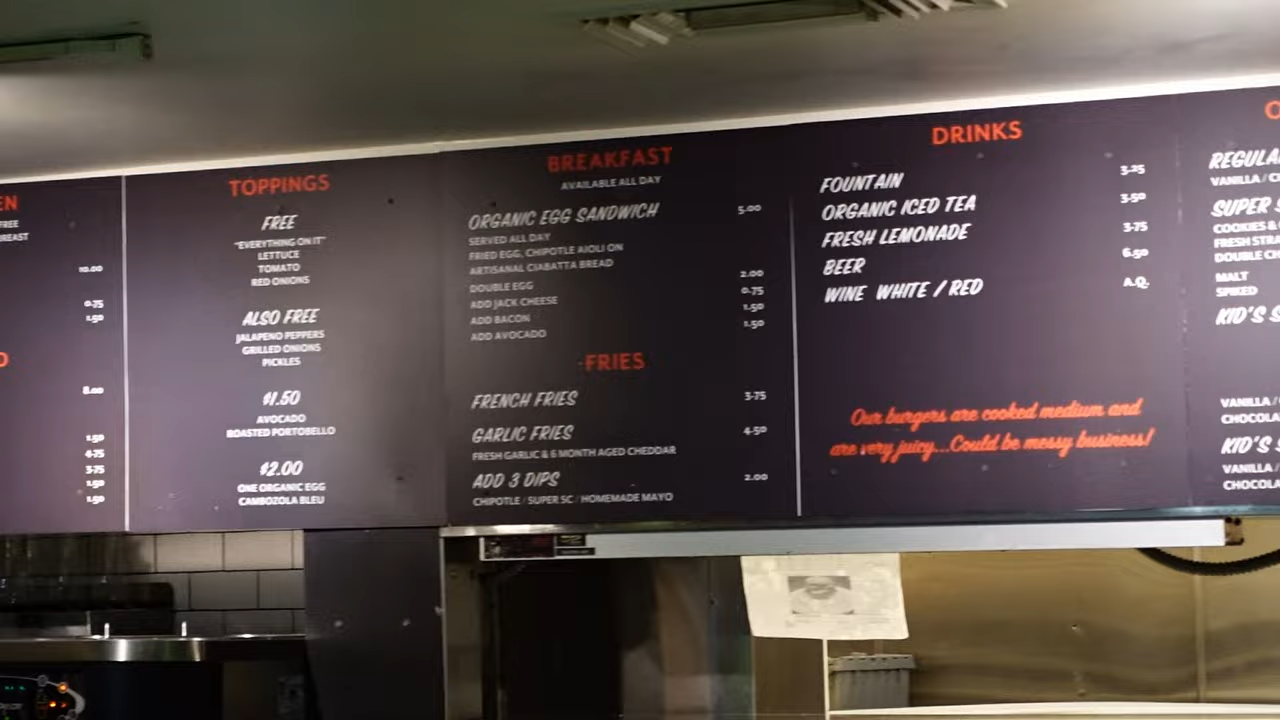 EN
FREE
BREAST
10.00
0.75
1.50
D
8.00
1.50
4.75
3.75
1.50
1.50
TOPPINGS
FREE
"EVERYTHING ON IT"
LETTUCE
TOMATO
RED ONIONS
ALSO FREE
JALAPENO PEPPERS
GRILLED ONIONS
PICKLES
$1.50
AVOCADO
ROASTED PORTOBELLO
$2.00
ONE ORGANIC EGG
CAMBOZOLA BLEU
BREAKFAST
AVAILABLE ALL DAY
ORGANIC EGG SANDWICH 5.00
SERVED ALL DAY
FRIED EGG, CHIPOTLE AIOLI ON
ARTISANAL CIABATTA BREAD
DOUBLE EGG 2.00
ADD JACK CHEESE 0.75
ADD BACON 1.50
ADD AVOCADO 1.50
FRIES
FRENCH FRIES 3.75
GARLIC FRIES 4.50
FRESH GARLIC & 6 MONTH AGED CHEDDAR
ADD 3 DIPS 2.00
CHIPOTLE / SUPER SC / HOMEMADE MAYO
DRINKS
FOUNTAIN 3.25
ORGANIC ICED TEA 3.50
FRESH LEMONADE 3.75
BEER 6.50
WINE WHITE / RED A.Q.
Our burgers are cooked medium and
are very juicy...Could be messy business!
REGULA
VANILLA / C
SUPER S
COOKIES &
FRESH STRA
DOUBLE CH
MALT
SPIKED
KID'S S
VANILLA /
CHOCOLA
KID'S
VANILLA /
CHOCOLA